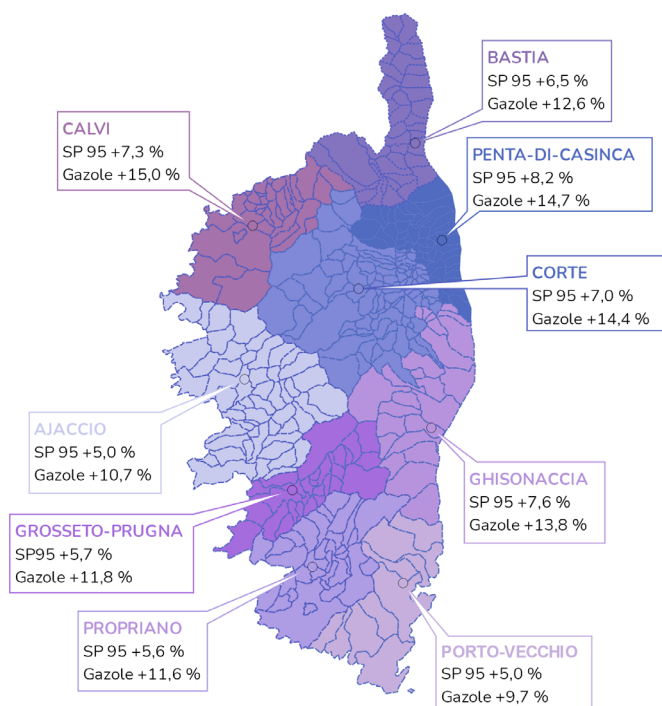 BASTIA
SP 95 +6,5 %
Gazole +12,6 %
CALVI
SP 95 +7,3 %
Gazole +15,0 %
PENTA-DI-CASINCA
SP 95 +8,2 %
Gazole +14,7 %
CORTE
SP 95 +7,0 %
Gazole +14,4 %
AJACCIO
SP 95 +5,0 %
Gazole +10,7 %
GHISONACCIA
SP 95 +7,6 %
Gazole +13,8 %
GROSSETO-PRUGNA
SP95 +5,7 %
Gazole +11,8 %
PROPRIANO
SP 95 +5,6 %
Gazole +11,6 %
PORTO-VECCHIO
SP 95 +5,0 %
Gazole +9,7 %